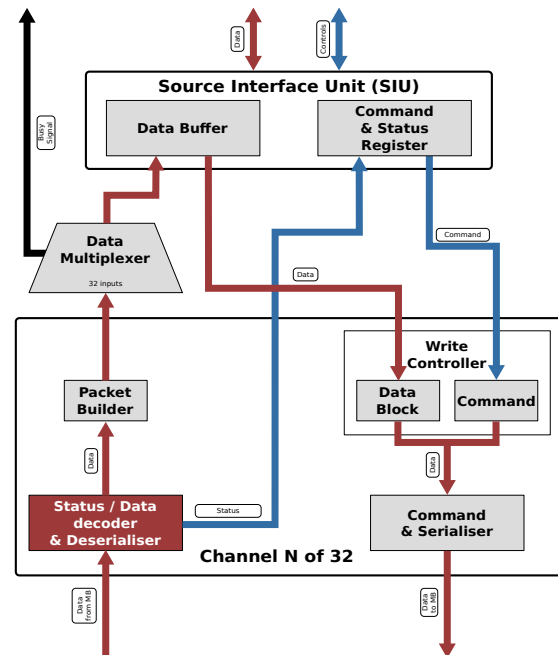 Data
Controls
Source Interface Unit (SIU)
Data Buffer
Command
& Status
Register
Busy
Signal
Command
Data
Multiplexer
32 inputs
Data
Write
Controller
Packet
Builder
Data
Block
Command
Data
Data
Status / Data
decoder
& Deserialiser
Status
Command
& Serialiser
Channel N of 32
Data
from MB
Data
to MB